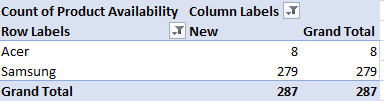 Count of Product Availability Column Labels
Row Labels New Grand Total
Acer 8 8
Samsung 279 279
Grand Total 287 287